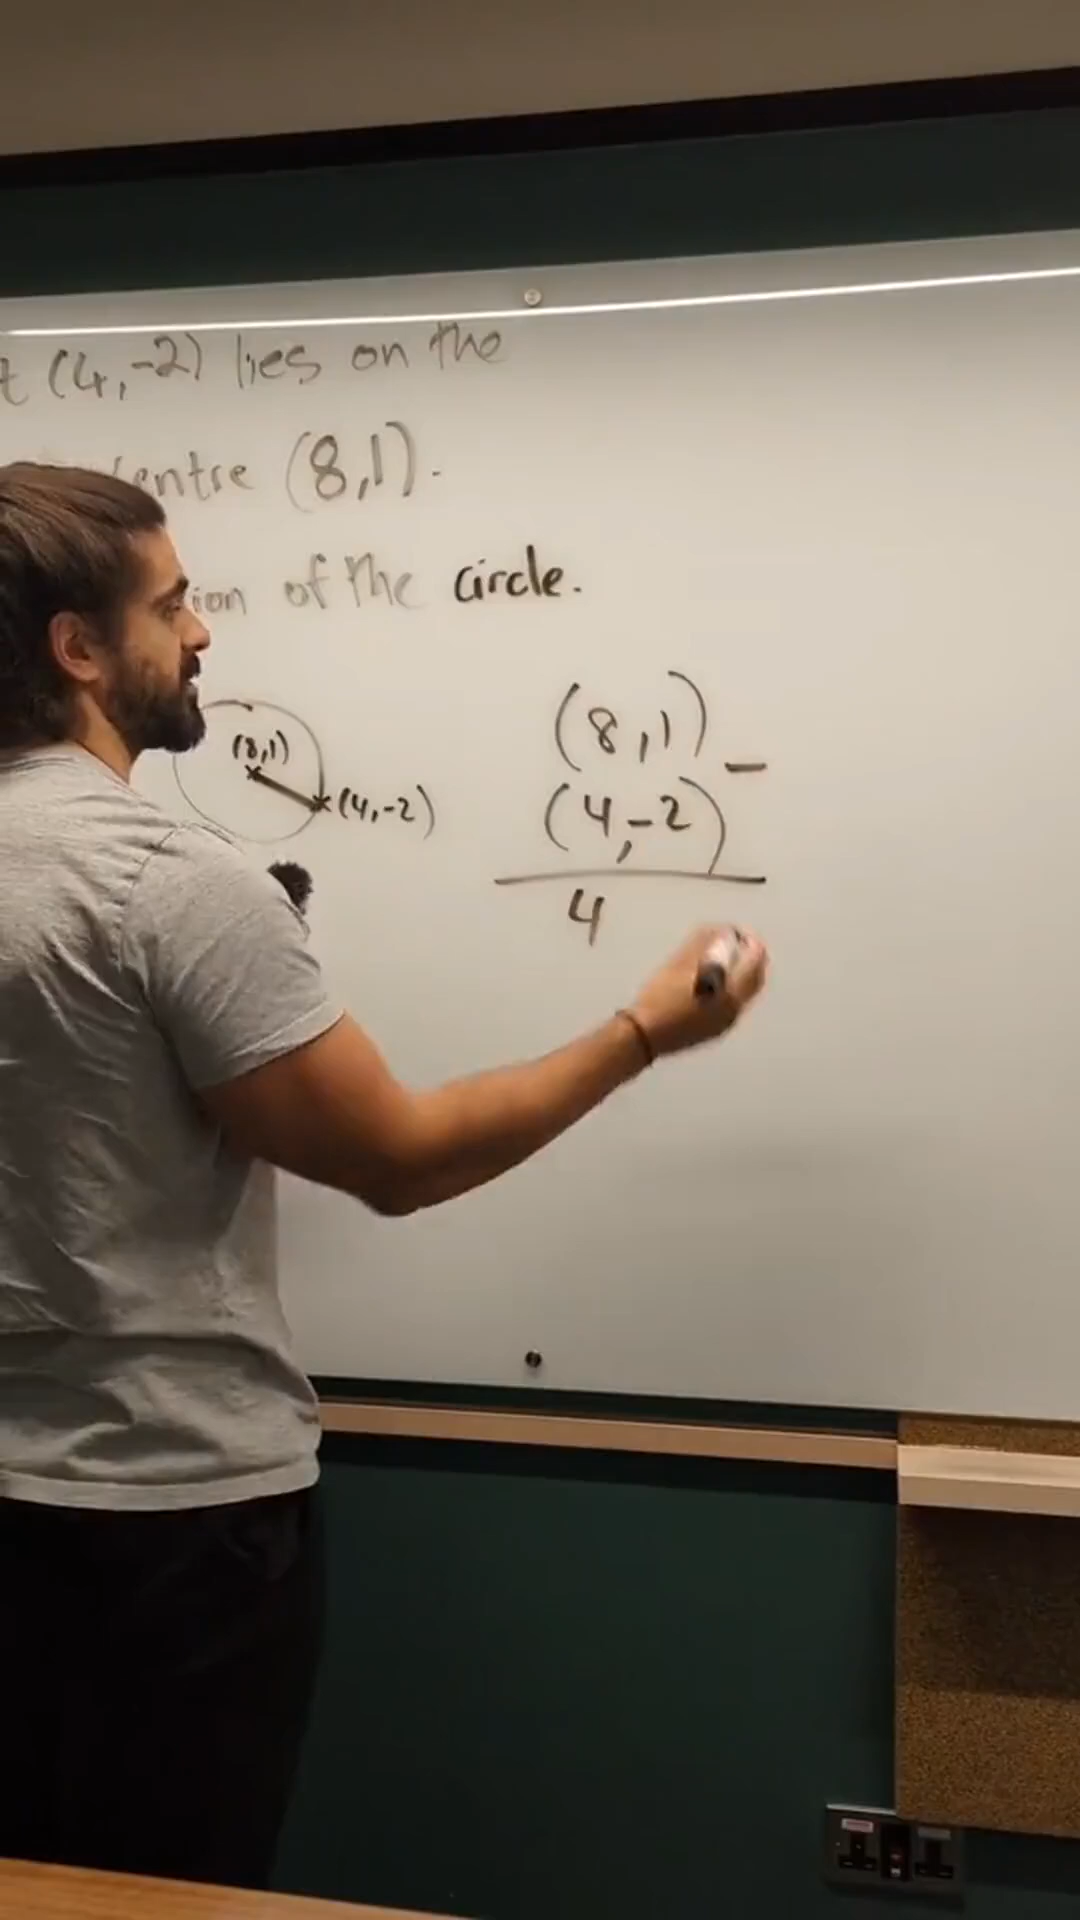 (4,-2) lies on the
entre (8,1).
ion of the circle.
(8,1)
(4,-2)
(8,1) -
(4,-2)
4